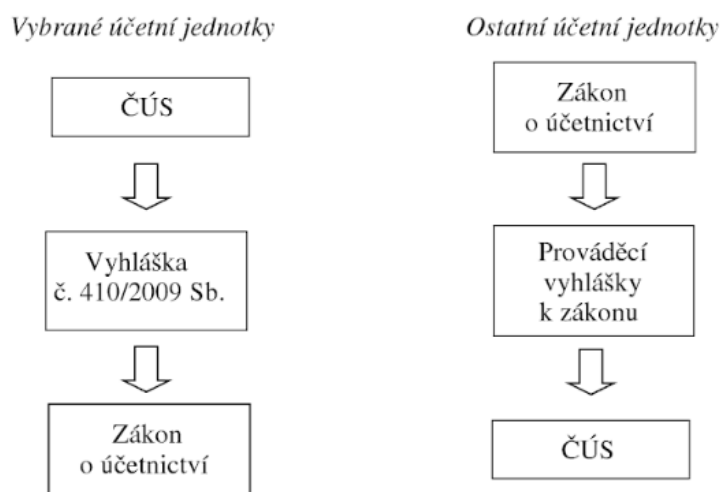 Vybrané účetní jednotky
ČÚS
Vyhláška
č. 410/2009 Sb.
Zákon
o účetnictví
Ostatní účetní jednotky
Zákon
o účetnictví
Prováděcí
vyhlášky
k zákonu
ČÚS